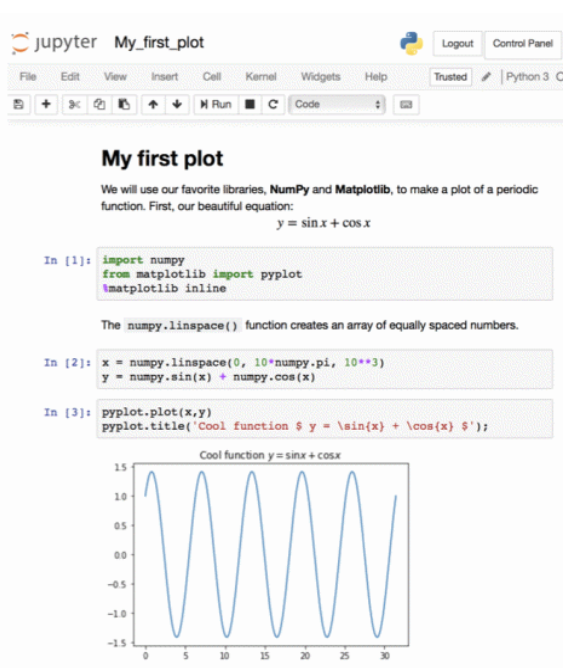 jupyter My_first_plot Logout Control Panel
File Edit View Insert Cell Kernel Widgets Help Trusted Python 3
Run Code
My first plot
We will use our favorite libraries, NumPy and Matplotlib, to make a plot of a periodic
function. First, our beautiful equation:
y = sin x + cos x
In [1]: import numpy
from matplotlib import pyplot
%matplotlib inline
The numpy.linspace() function creates an array of equally spaced numbers.
In [2]: x = numpy.linspace(0, 10*numpy.pi, 10**3)
y = numpy.sin(x) + numpy.cos(x)
In [3]: pyplot.plot(x,y)
pyplot.title('Cool function $ y = \sin{x} + \cos{x} $');
Cool function y = sinx + cosx
1.5
1.0
0.5
0.0
−0.5
−1.0
−1.5
0 5 10 15 20 25 30